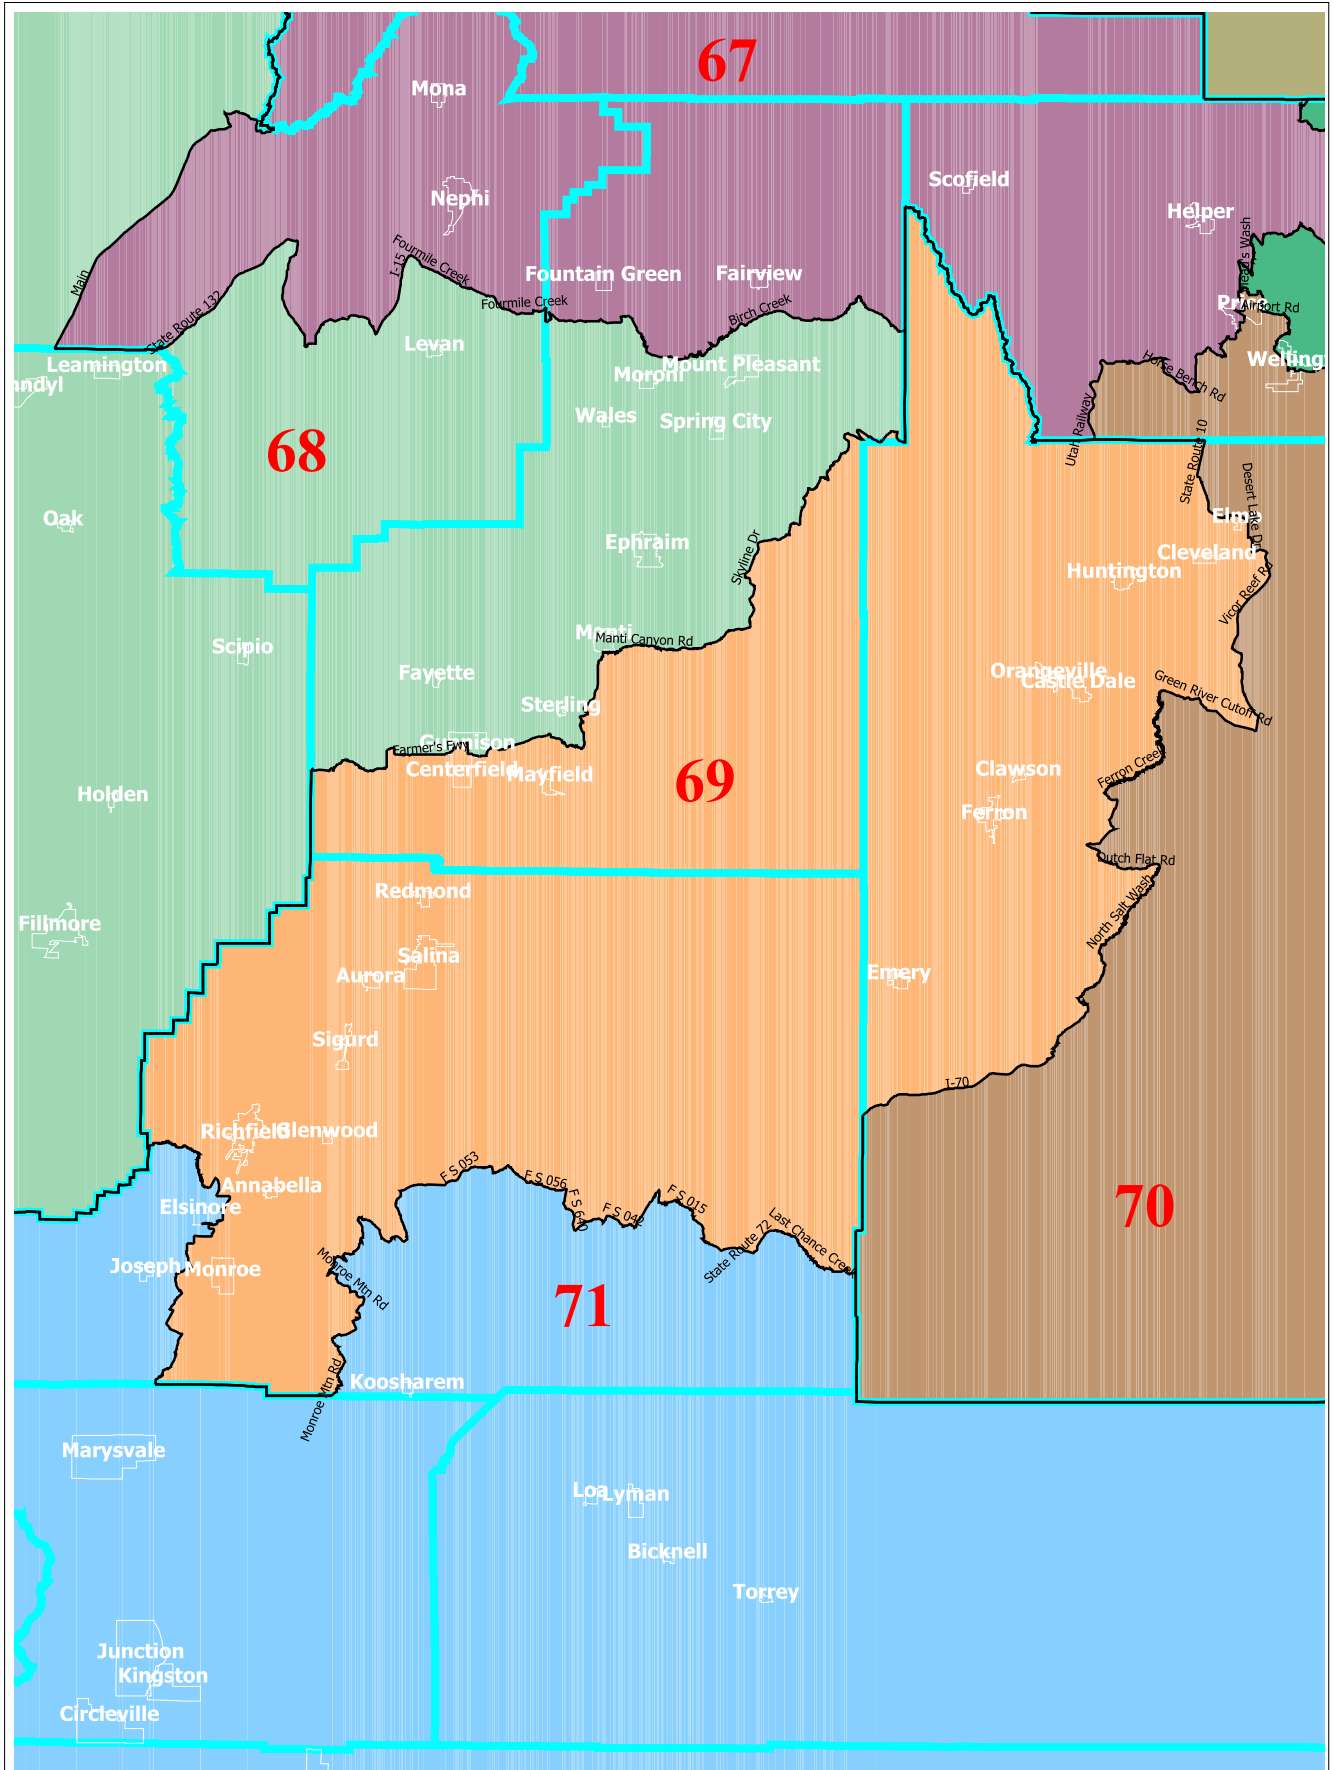 67
Mona
Scofield
Nephi
Helper
Main
I-15
Fourmile Creek
Fountain Green
Fairview
State Route 132
Fourmile Creek
Birch Creek
Airport Rd
Levan
Leamington
Mount Pleasant
Moroni
Horse Bench Rd
Wales
Spring City
Utah Railway
68
State Route 10
Desert Lake Dr
Oak
Elmo
Ephraim
Skyline Dr
Cleveland
Huntington
Vicor Reef Rd
Manti
Manti Canyon Rd
Scipio
Fayette
Orangeville
Castle Dale
Green River Cutoff Rd
Sterling
Gunnison
Farmer's Fwy
Centerfield
Mayfield
69
Clawson
Ferron Creek
Holden
Ferron
Dutch Flat Rd
Redmond
North Salt Wash
Fillmore
Salina
Aurora
Emery
Sigurd
I-70
Richfield
Glenwood
F S 053
Annabella
F S 056
F S 640
F S 042
F S 015
70
Elsinore
State Route 72
Last Chance Creek
Joseph
Monroe
Monroe Mtn Rd
71
Koosharem
Monroe Mtn Rd
Marysvale
Loa
Lyman
Bicknell
Torrey
Junction
Kingston
Circleville